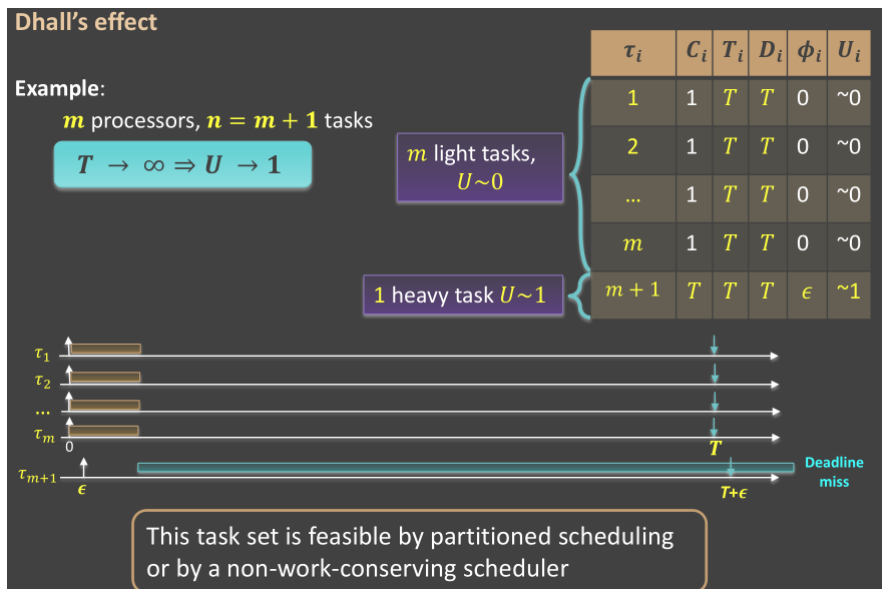 Dhall's effect
τᵢ Cᵢ Tᵢ Dᵢ ϕᵢ Uᵢ
1 1 T T 0 ~0
2 1 T T 0 ~0
... 1 T T 0 ~0
m 1 T T 0 ~0
m + 1 T T T ϵ ~1
Example:
m processors, n = m + 1 tasks
T → ∞ ⇒ U → 1
m light tasks,
U~0
1 heavy task U~1
τ₁
τ₂
...
τₘ
0 T
τₘ₊₁
ϵ T+ϵ
Deadline
miss
This task set is feasible by partitioned scheduling
or by a non-work-conserving scheduler